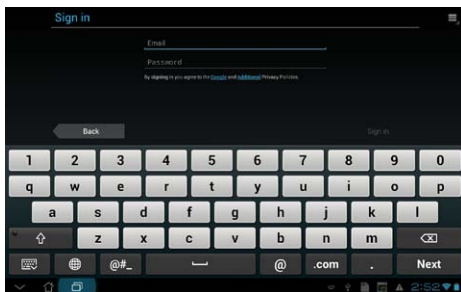 Sign in
Email
Password
By signing in you agree to the Google and Additional Privacy Policies.
Back Sign in
1 2 3 4 5 6 7 8 9 0
q w e r t y u i o p
a s d f g h j k l
z x c v b n m
@#_ @ .com . Next
2:52